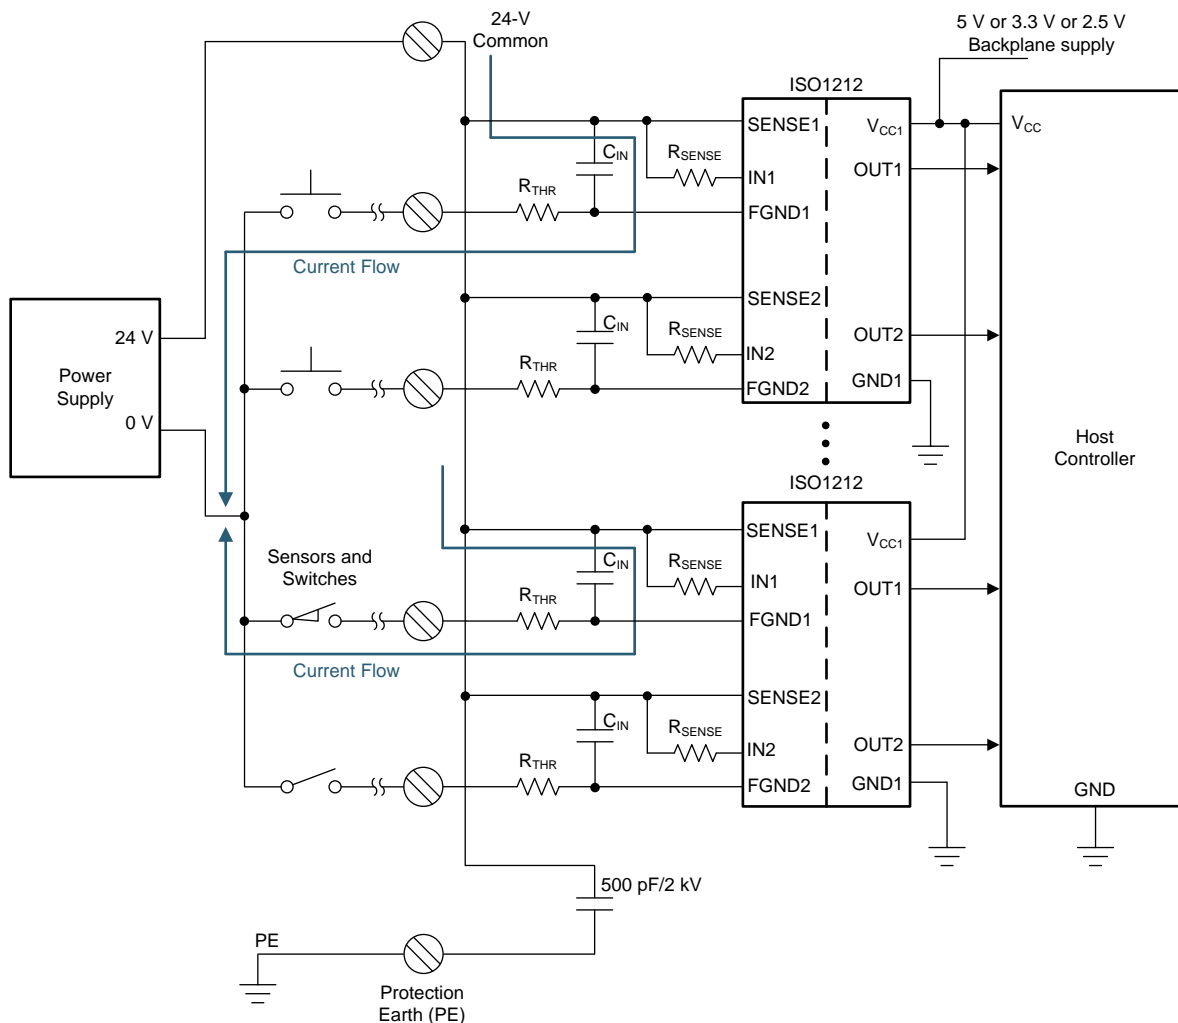 24-V
Common
5 V or 3.3 V or 2.5 V
Backplane supply
ISO1212
SENSE1
VCC1
VCC
CIN
RSENSE
IN1
OUT1
RTHR
FGND1
Current Flow
SENSE2
CIN
RSENSE
IN2
OUT2
RTHR
FGND2
GND1
24 V
Power
Supply
0 V
Host
Controller
ISO1212
SENSE1
VCC1
Sensors and
Switches
CIN
RSENSE
IN1
OUT1
RTHR
FGND1
Current Flow
SENSE2
CIN
RSENSE
IN2
OUT2
RTHR
FGND2
GND1
GND
500 pF/2 kV
PE
Protection
Earth (PE)